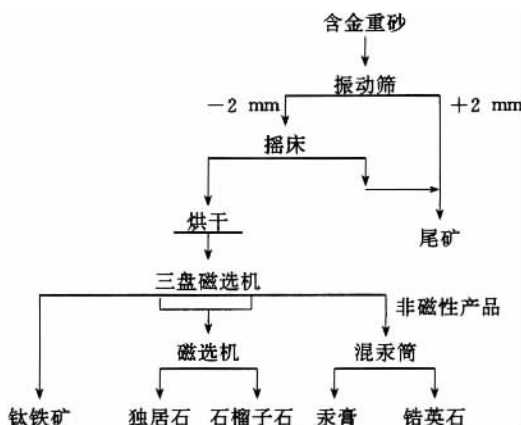 含金重砂
振动筛
－2 mm
＋2 mm
摇床
烘干
尾矿
三盘磁选机
非磁性产品
磁选机
混汞筒
钛铁矿
独居石
石榴子石
汞膏
锆英石